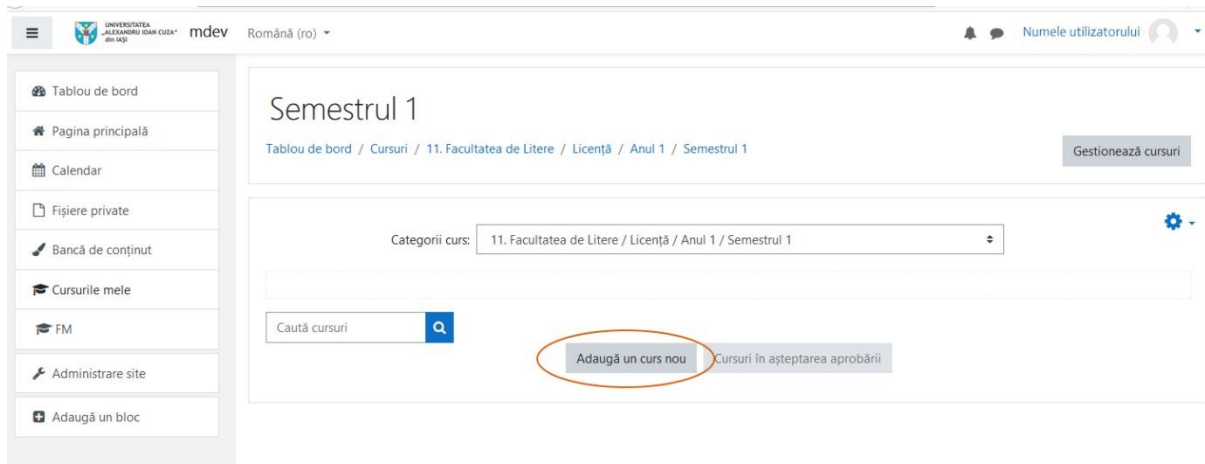 UNIVERSITATEA
„ALEXANDRU IOAN CUZA”
din IAȘI
mdev
Română (ro)
Numele utilizatorului
Tablou de bord
Pagina principală
Calendar
Fișiere private
Bancă de conținut
Cursurile mele
FM
Administrare site
Adaugă un bloc
Semestrul 1
Tablou de bord / Cursuri / 11. Facultatea de Litere / Licență / Anul 1 / Semestrul 1
Gestionează cursuri
Categorii curs: 11. Facultatea de Litere / Licență / Anul 1 / Semestrul 1
Caută cursuri
Adaugă un curs nou Cursuri în așteptarea aprobării